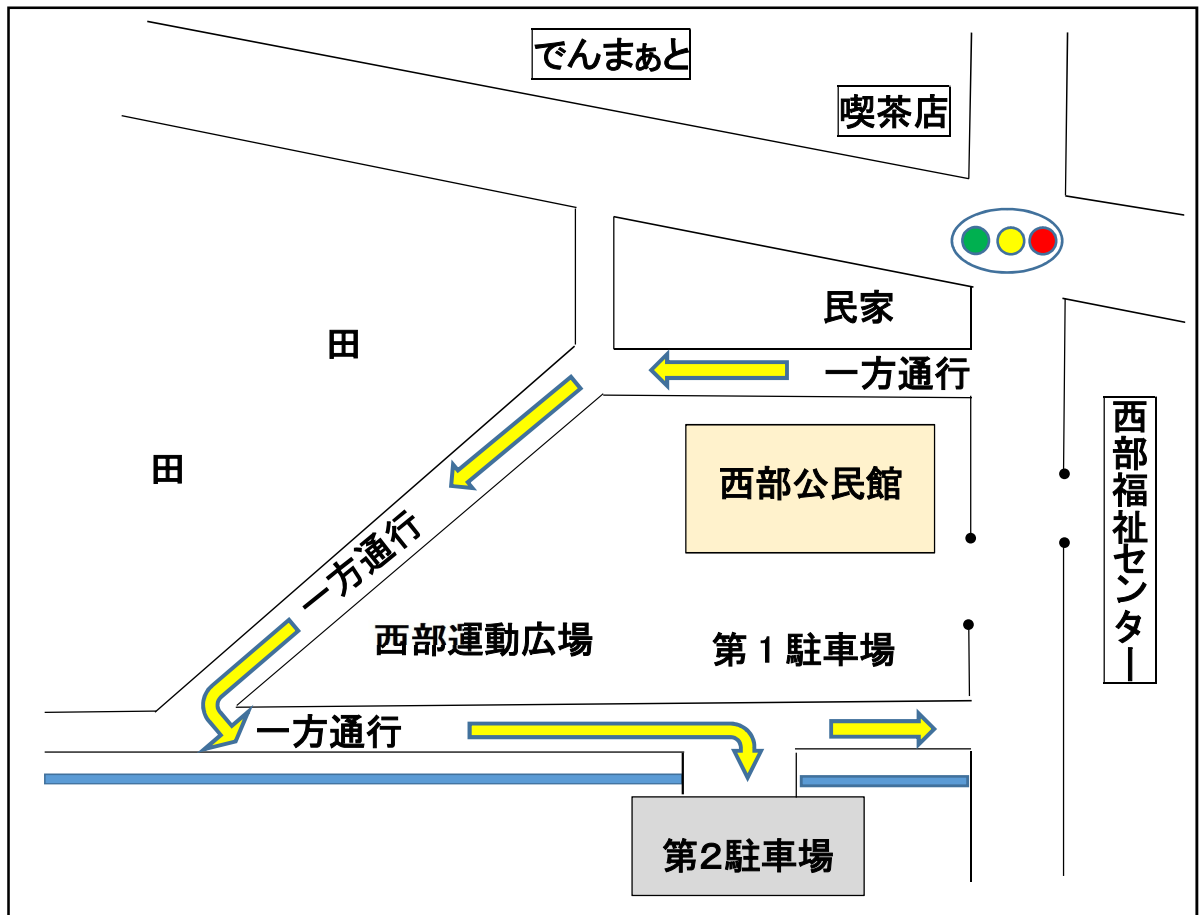 でんまぁと
喫茶店
民家
田
一方通行
田
西部公民館
西部福祉センター
一方通行
西部運動広場
第1駐車場
一方通行
第2駐車場